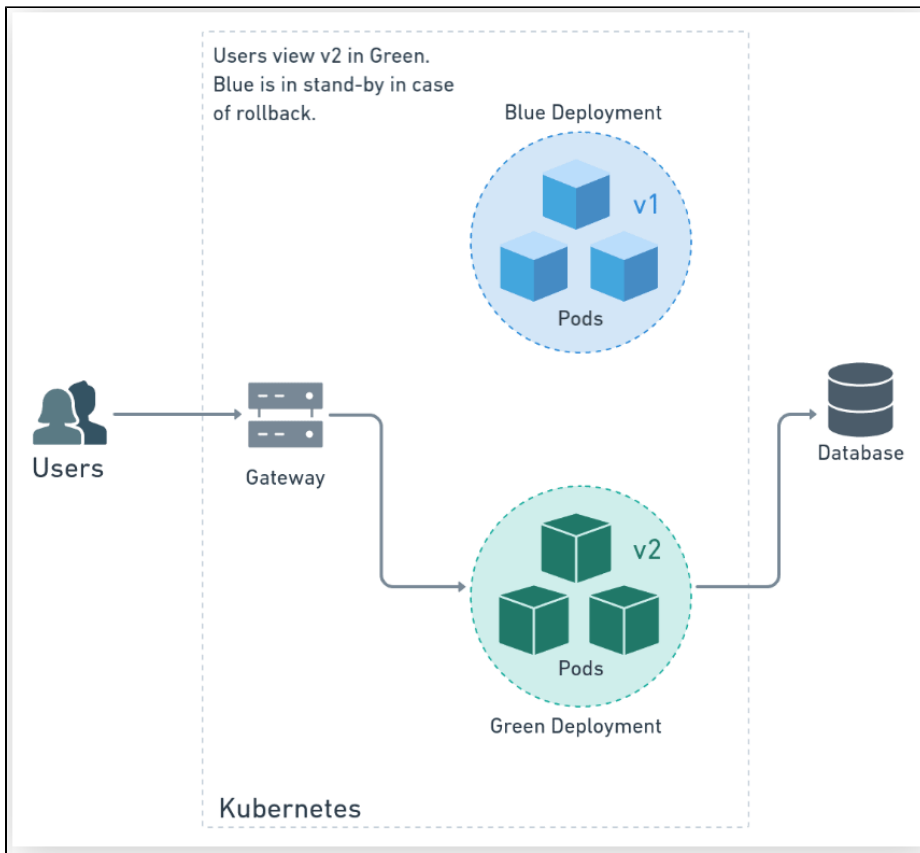 Users view v2 in Green.
Blue is in stand-by in case
of rollback.
Blue Deployment
v1
Pods
Users
Gateway
Database
v2
Pods
Green Deployment
Kubernetes